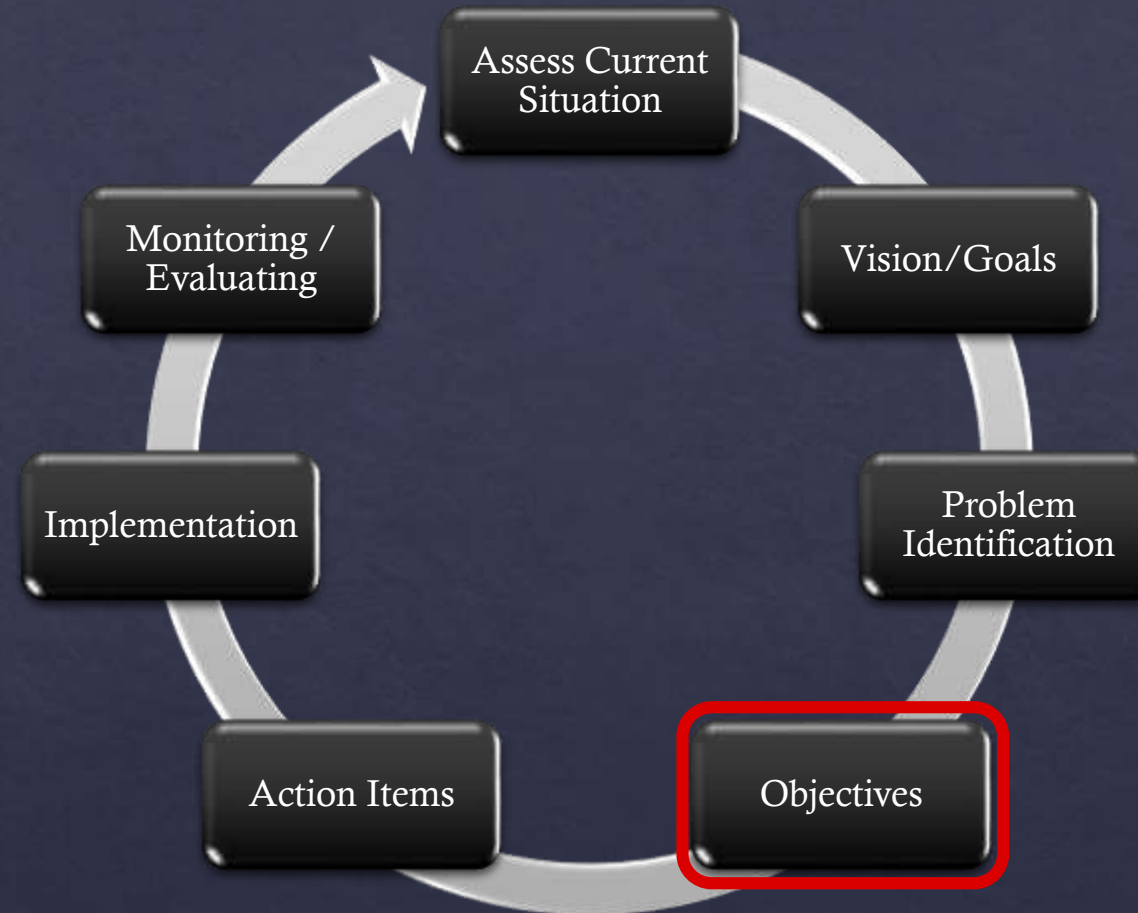 Assess Current
Situation
Vision/Goals
Problem
Identification
Objectives
Action Items
Implementation
Monitoring /
Evaluating